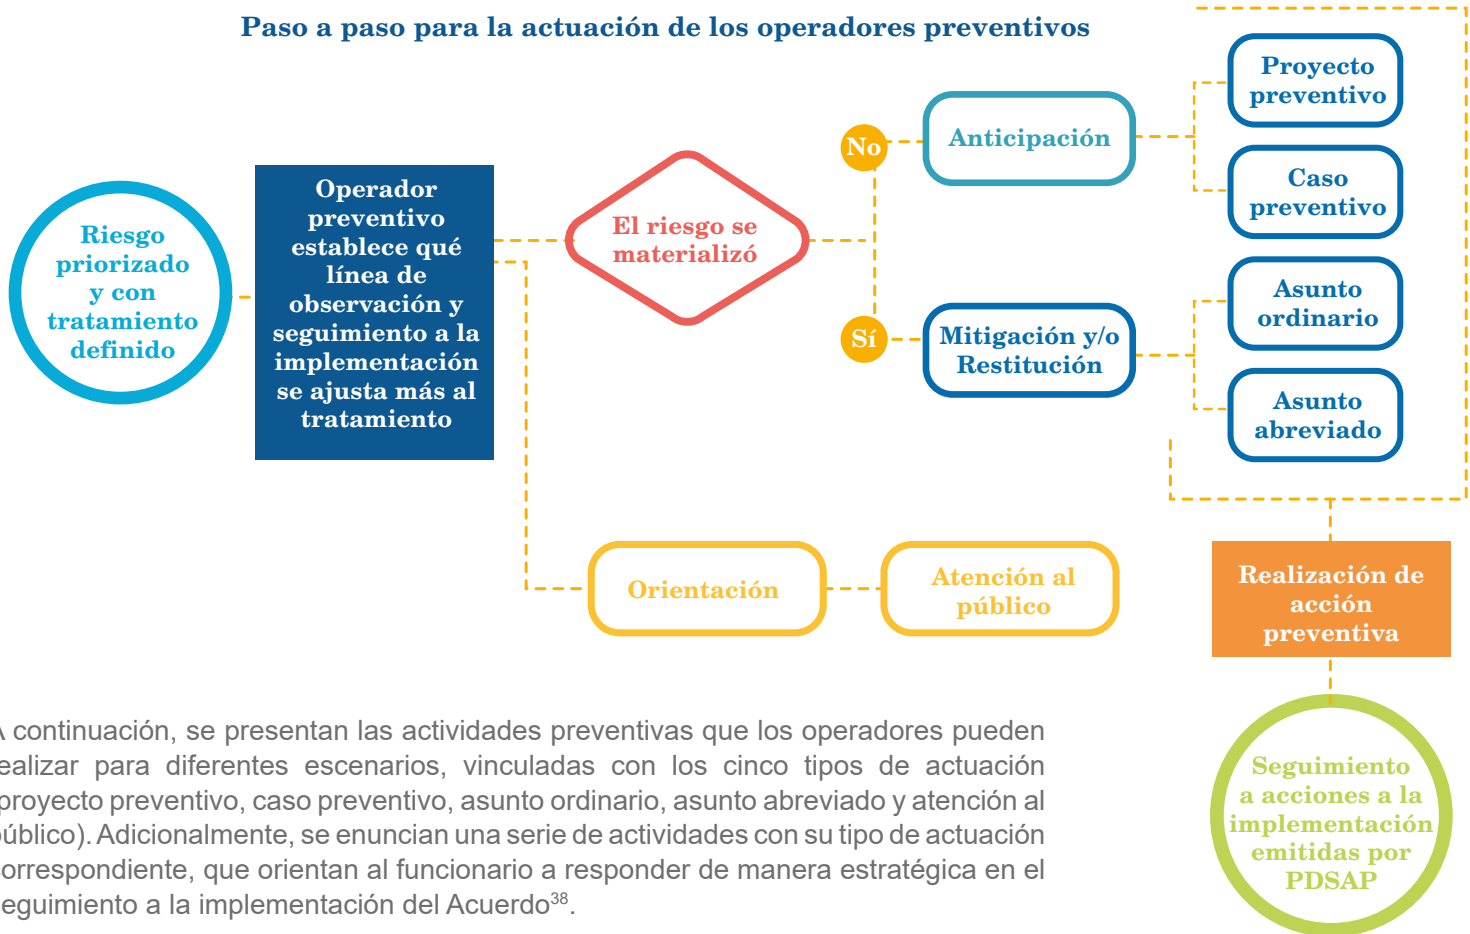 Paso a paso para la actuación de los operadores preventivos
Riesgo
priorizado
y con
tratamiento
definido
Operador
preventivo
establece qué
línea de
observación y
seguimiento a la
implementación
se ajusta más al
tratamiento
El riesgo se
materializó
No
Sí
Anticipación
Mitigación y/o
Restitución
Proyecto
preventivo
Caso
preventivo
Asunto
ordinario
Asunto
abreviado
Orientación
Atención al
público
Realización de
acción
preventiva
Seguimiento
a acciones a la
implementación
emitidas por
PDSAP
A continuación, se presentan las actividades preventivas que los operadores pueden
realizar para diferentes escenarios, vinculadas con los cinco tipos de actuación
proyecto preventivo, caso preventivo, asunto ordinario, asunto abreviado y atención al
público). Adicionalmente, se enuncian una serie de actividades con su tipo de actuación
correspondiente, que orientan al funcionario a responder de manera estratégica en el
seguimiento a la implementación del Acuerdo³⁸.